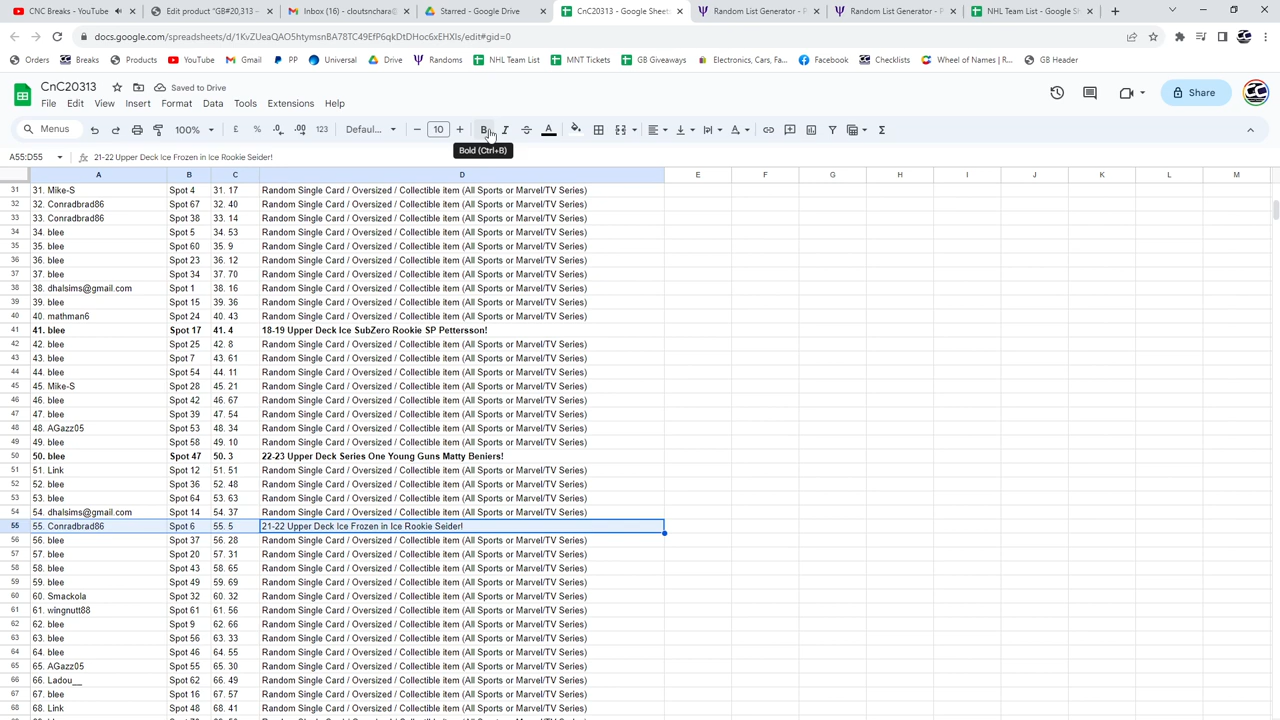 CNC Breaks - YouTube
Edit product "GB#20,313 -
Inbox (16) - cloutsnchara@
Starred - Google Drive
CnC20313 - Google Sheets
Random List Generator - P
Random List Generator - P
NHL Team List - Google Sh
docs.google.com/spreadsheets/d/1KvZUeaQAO5htymsnBA78TC49EfP6qkDtDHoc6xEHXIs/edit#gid=0
Orders
Breaks
Products
YouTube
Gmail
PP
Universal
Drive
Randoms
NHL Team List
MNT Tickets
GB Giveaways
Electronics, Cars, Fa...
Facebook
Checklists
Wheel of Names | R...
GB Header
CnC20313
Saved to Drive
Share
File Edit View Insert Format Data Tools Extensions Help
Menus
100%
£ % .0 .00 123
Defaul...
10
B I A
Bold (Ctrl+B)
A55:D55
21-22 Upper Deck Ice Frozen in Ice Rookie Seider!
A B C D E F G H I J K L M
31 31. Mike-S Spot 4 31. 17 Random Single Card / Oversized / Collectible item (All Sports or Marvel/TV Series)
32 32. Conradbrad86 Spot 67 32. 40 Random Single Card / Oversized / Collectible item (All Sports or Marvel/TV Series)
33 33. Conradbrad86 Spot 38 33. 14 Random Single Card / Oversized / Collectible item (All Sports or Marvel/TV Series)
34 34. blee Spot 5 34. 53 Random Single Card / Oversized / Collectible item (All Sports or Marvel/TV Series)
35 35. blee Spot 60 35. 9 Random Single Card / Oversized / Collectible item (All Sports or Marvel/TV Series)
36 36. blee Spot 23 36. 12 Random Single Card / Oversized / Collectible item (All Sports or Marvel/TV Series)
37 37. blee Spot 34 37. 70 Random Single Card / Oversized / Collectible item (All Sports or Marvel/TV Series)
38 38. dhalsims@gmail.com Spot 1 38. 16 Random Single Card / Oversized / Collectible item (All Sports or Marvel/TV Series)
39 39. blee Spot 15 39. 36 Random Single Card / Oversized / Collectible item (All Sports or Marvel/TV Series)
40 40. mathman6 Spot 24 40. 43 Random Single Card / Oversized / Collectible item (All Sports or Marvel/TV Series)
41 41. blee Spot 17 41. 4 18-19 Upper Deck Ice SubZero Rookie SP Pettersson!
42 42. blee Spot 25 42. 8 Random Single Card / Oversized / Collectible item (All Sports or Marvel/TV Series)
43 43. blee Spot 7 43. 61 Random Single Card / Oversized / Collectible item (All Sports or Marvel/TV Series)
44 44. blee Spot 54 44. 11 Random Single Card / Oversized / Collectible item (All Sports or Marvel/TV Series)
45 45. Mike-S Spot 28 45. 21 Random Single Card / Oversized / Collectible item (All Sports or Marvel/TV Series)
46 46. blee Spot 42 46. 67 Random Single Card / Oversized / Collectible item (All Sports or Marvel/TV Series)
47 47. blee Spot 39 47. 54 Random Single Card / Oversized / Collectible item (All Sports or Marvel/TV Series)
48 48. AGazz05 Spot 53 48. 34 Random Single Card / Oversized / Collectible item (All Sports or Marvel/TV Series)
49 49. blee Spot 58 49. 10 Random Single Card / Oversized / Collectible item (All Sports or Marvel/TV Series)
50 50. blee Spot 47 50. 3 22-23 Upper Deck Series One Young Guns Matty Beniers!
51 51. Link Spot 12 51. 51 Random Single Card / Oversized / Collectible item (All Sports or Marvel/TV Series)
52 52. blee Spot 36 52. 48 Random Single Card / Oversized / Collectible item (All Sports or Marvel/TV Series)
53 53. blee Spot 64 53. 63 Random Single Card / Oversized / Collectible item (All Sports or Marvel/TV Series)
54 54. dhalsims@gmail.com Spot 14 54. 37 Random Single Card / Oversized / Collectible item (All Sports or Marvel/TV Series)
55 55. Conradbrad86 Spot 6 55. 5 21-22 Upper Deck Ice Frozen in Ice Rookie Seider!
56 56. blee Spot 37 56. 28 Random Single Card / Oversized / Collectible item (All Sports or Marvel/TV Series)
57 57. blee Spot 20 57. 31 Random Single Card / Oversized / Collectible item (All Sports or Marvel/TV Series)
58 58. blee Spot 43 58. 65 Random Single Card / Oversized / Collectible item (All Sports or Marvel/TV Series)
59 59. blee Spot 29 59. 69 Random Single Card / Oversized / Collectible item (All Sports or Marvel/TV Series)
60 60. Smackola Spot 32 60. 32 Random Single Card / Oversized / Collectible item (All Sports or Marvel/TV Series)
61 61. wingnutt88 Spot 61 61. 56 Random Single Card / Oversized / Collectible item (All Sports or Marvel/TV Series)
62 62. blee Spot 9 62. 66 Random Single Card / Oversized / Collectible item (All Sports or Marvel/TV Series)
63 63. blee Spot 56 63. 33 Random Single Card / Oversized / Collectible item (All Sports or Marvel/TV Series)
64 64. blee Spot 46 64. 55 Random Single Card / Oversized / Collectible item (All Sports or Marvel/TV Series)
65 65. AGazz05 Spot 55 65. 30 Random Single Card / Oversized / Collectible item (All Sports or Marvel/TV Series)
66 66. Ladou__ Spot 62 66. 49 Random Single Card / Oversized / Collectible item (All Sports or Marvel/TV Series)
67 67. blee Spot 16 67. 57 Random Single Card / Oversized / Collectible item (All Sports or Marvel/TV Series)
68 68. Link Spot 48 68. 41 Random Single Card / Oversized / Collectible item (All Sports or Marvel/TV Series)